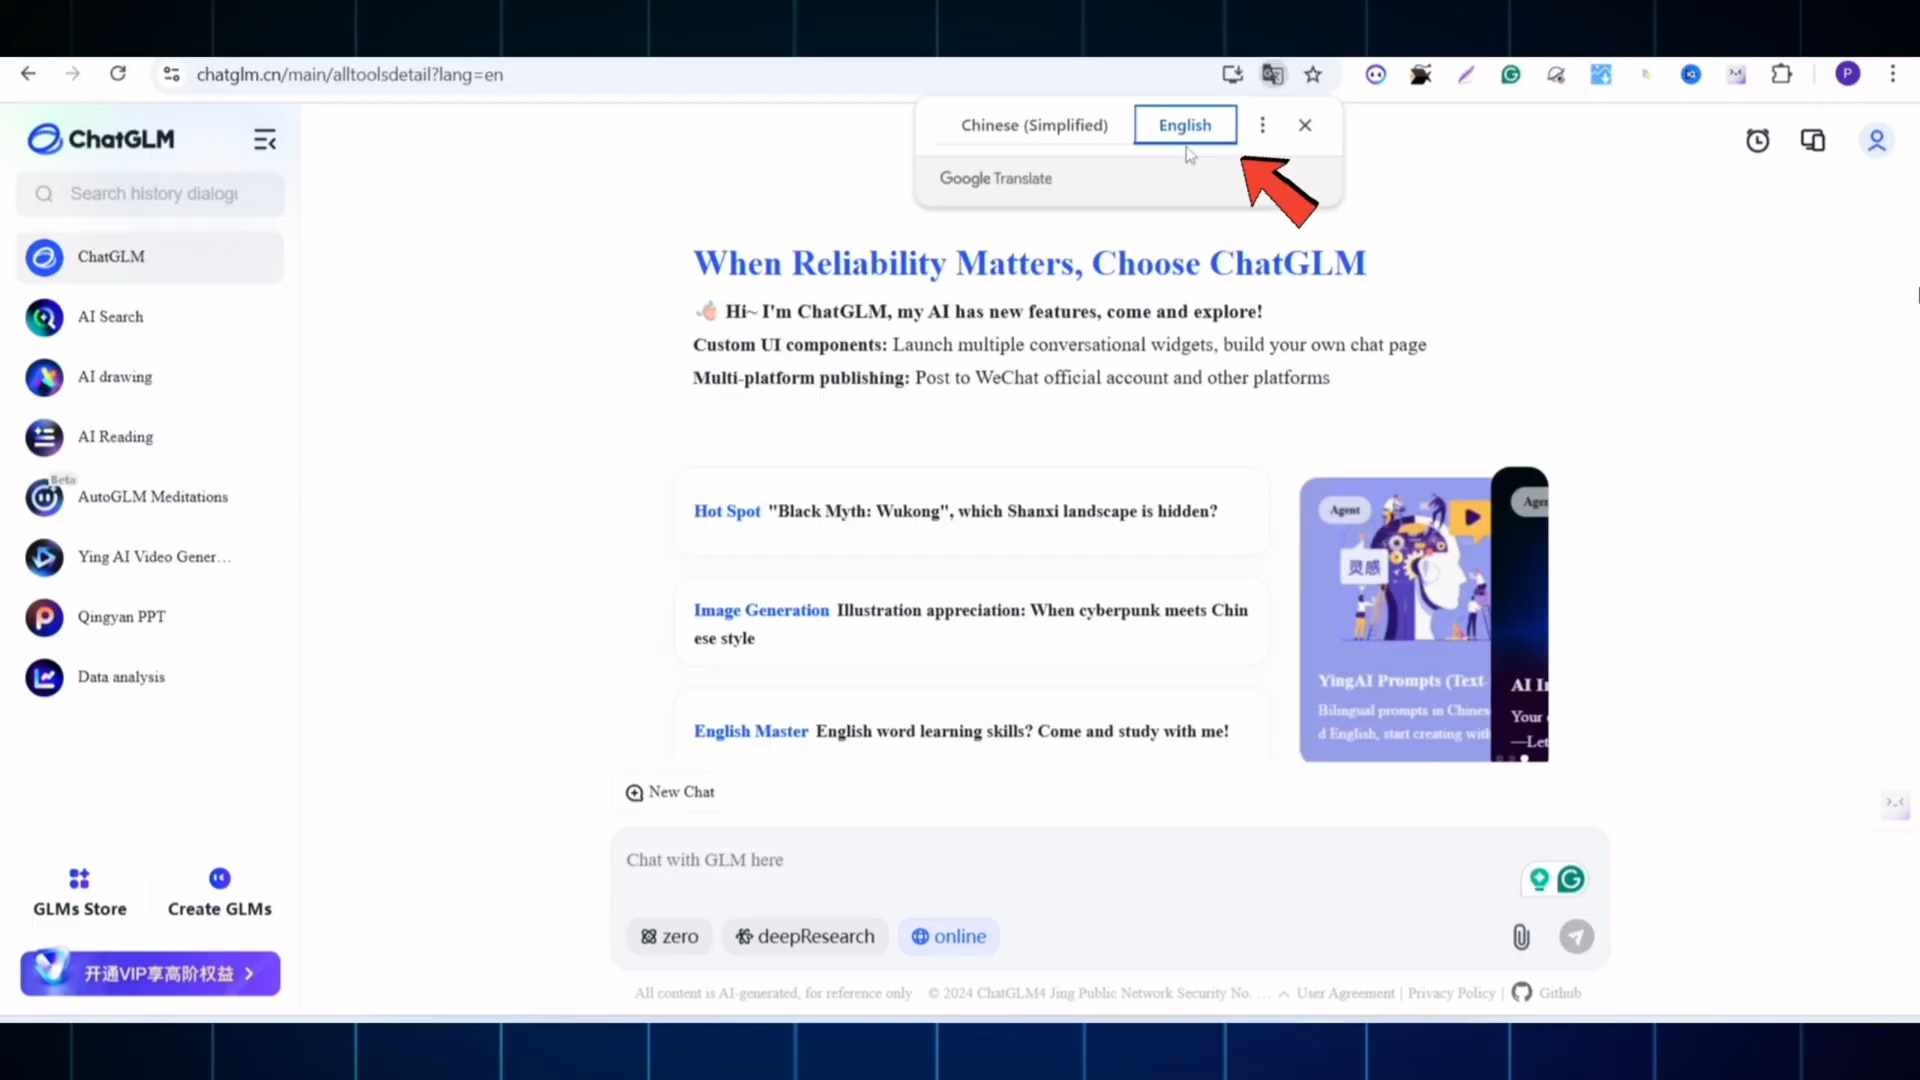 chatglm.cn/main/alltoolsdetail?lang=en
P
Chinese (Simplified)
English
Google Translate
ChatGLM
Search history dialogu
ChatGLM
AI Search
AI drawing
AI Reading
Beta
AutoGLM Meditations
Ying AI Video Gener...
Qingyan PPT
Data analysis
GLMs Store
Create GLMs
开通VIP享高阶权益
When Reliability Matters, Choose ChatGLM
Hi~ I'm ChatGLM, my AI has new features, come and explore!
Custom UI components: Launch multiple conversational widgets, build your own chat page
Multi-platform publishing: Post to WeChat official account and other platforms
Hot Spot "Black Myth: Wukong", which Shanxi landscape is hidden?
Image Generation Illustration appreciation: When cyberpunk meets Chin
ese style
English Master English word learning skills? Come and study with me!
Agent
灵感
YingAI Prompts (Text-
Bilingual prompts in Chines
d English, start creating with
Agen
AI I
Your
—Let
New Chat
Chat with GLM here
zero
deepResearch
online
All content is AI-generated, for reference only © 2024 ChatGLM4 Jing Public Network Security No. ... User Agreement | Privacy Policy | Github